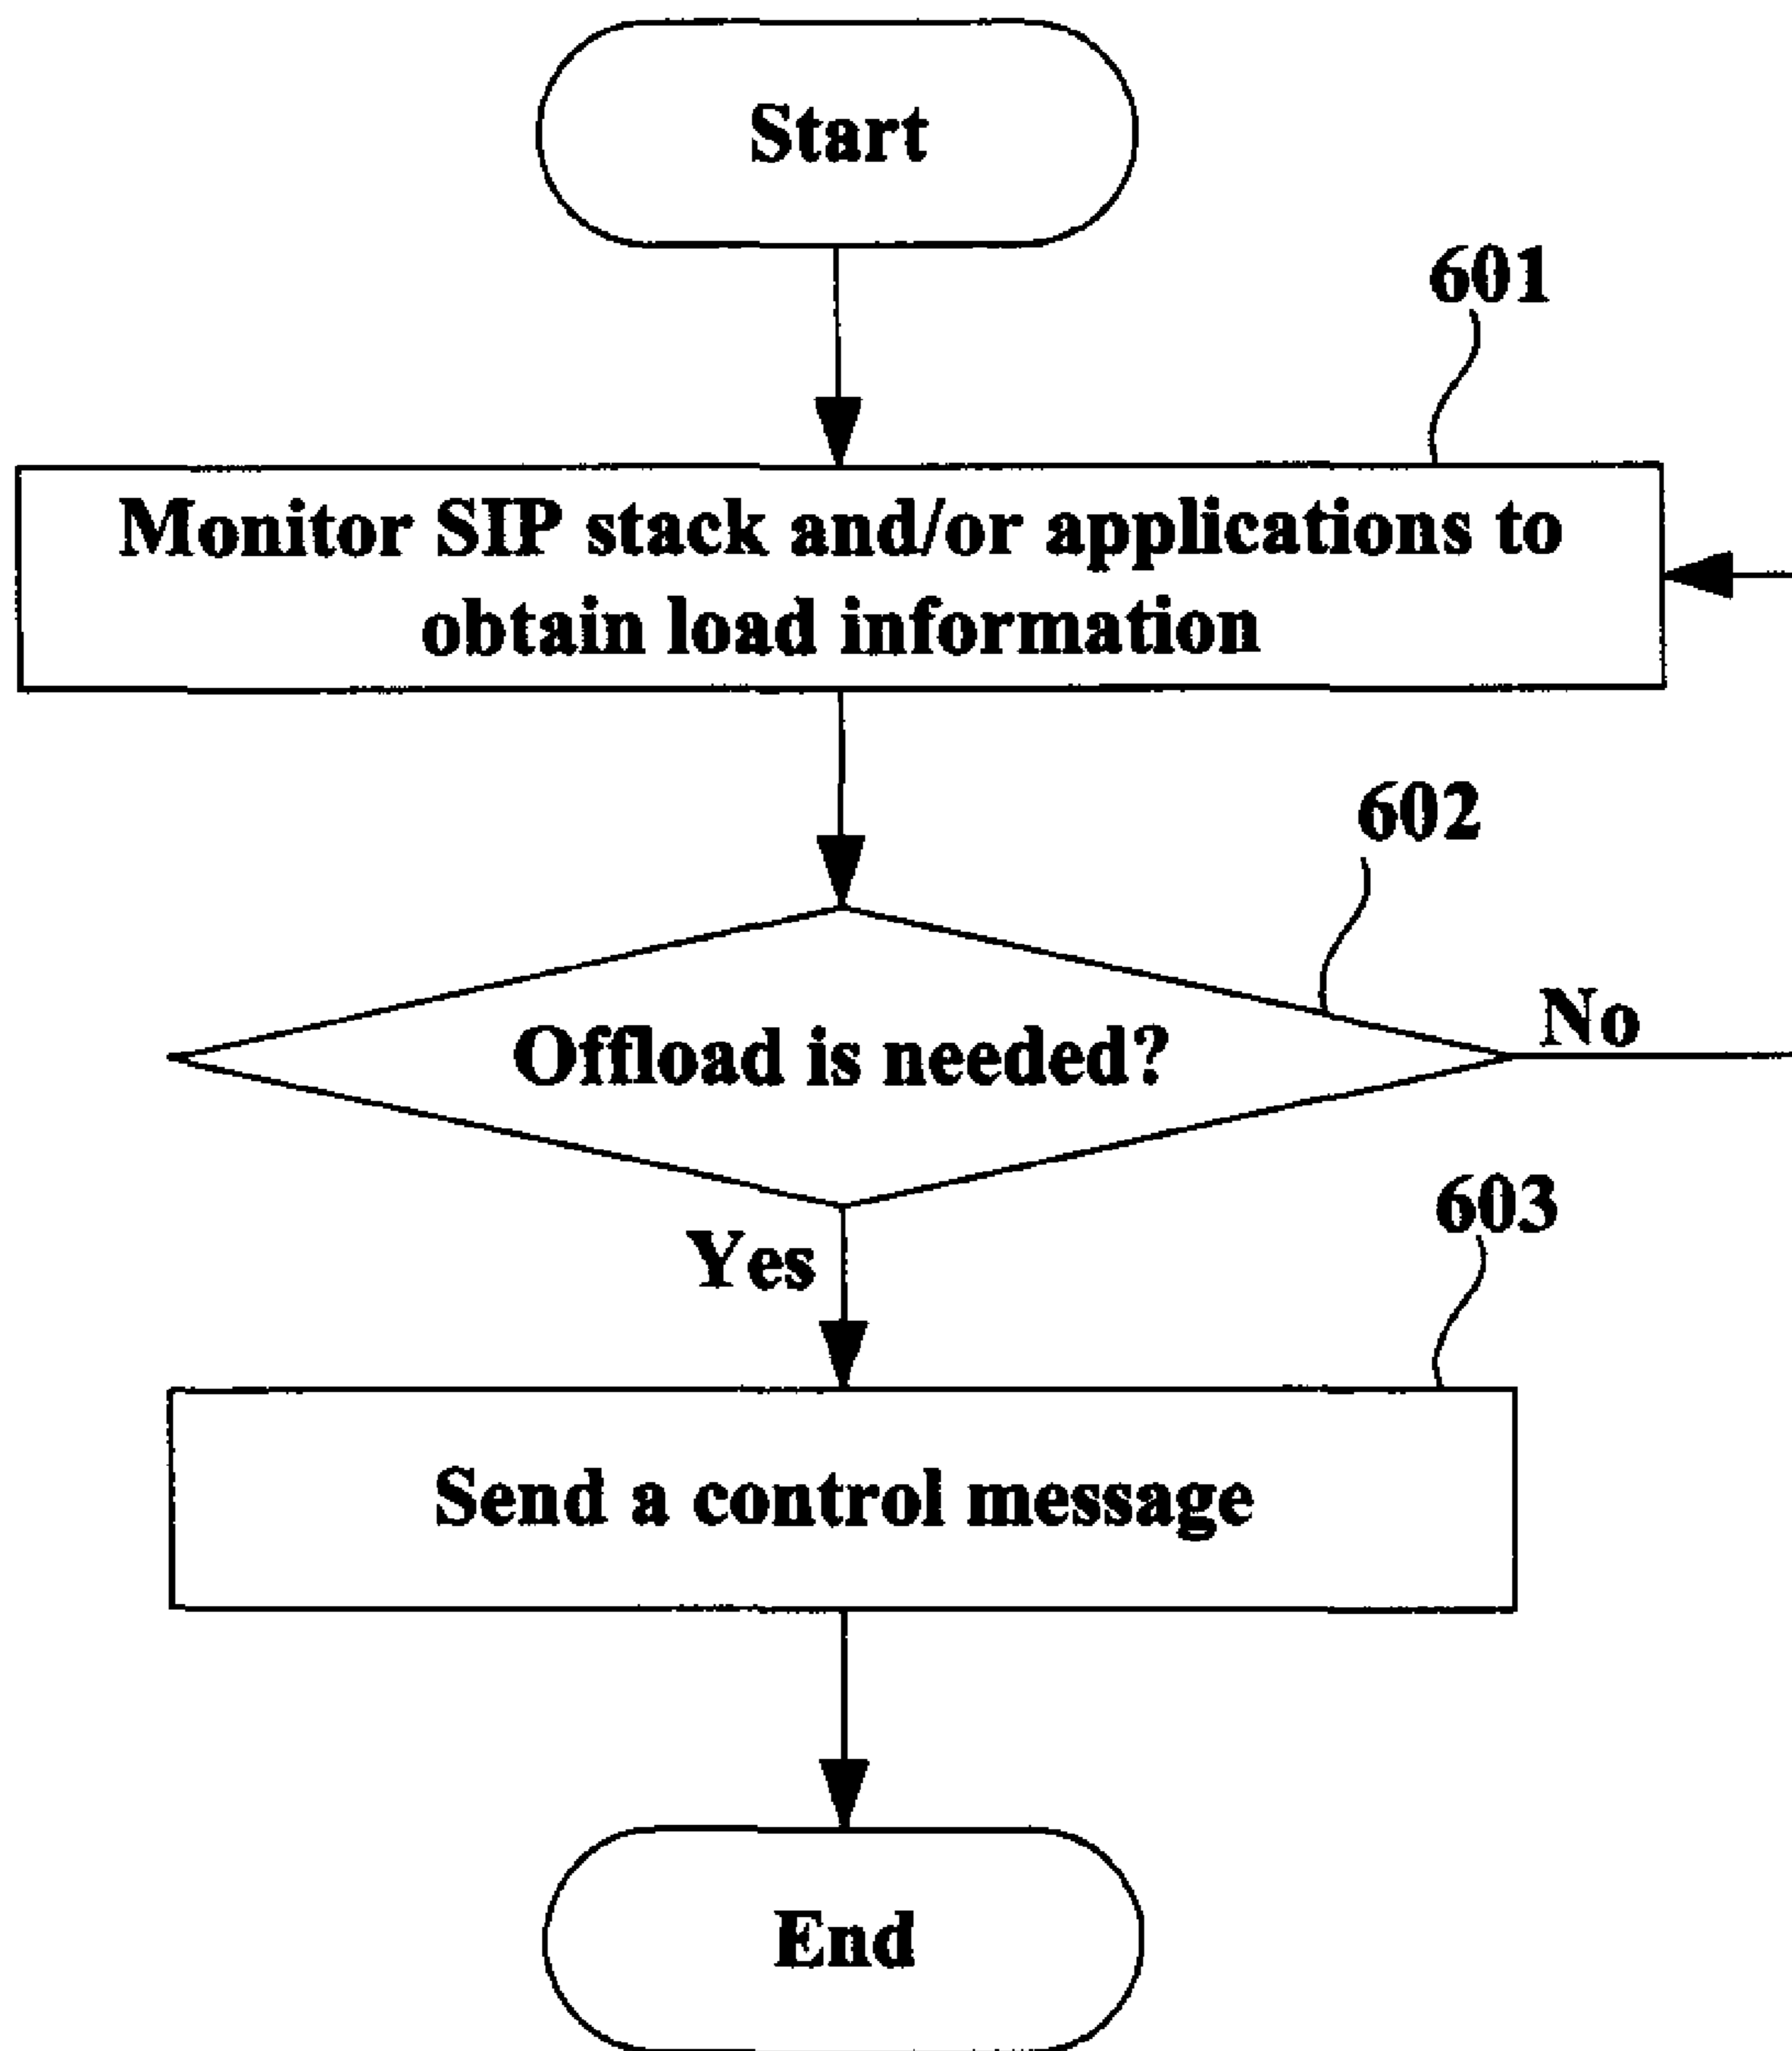 Start
601
Monitor SIP stack and/or applications to
obtain load information
602
Offload is needed?
No
Yes
603
Send a control message
End